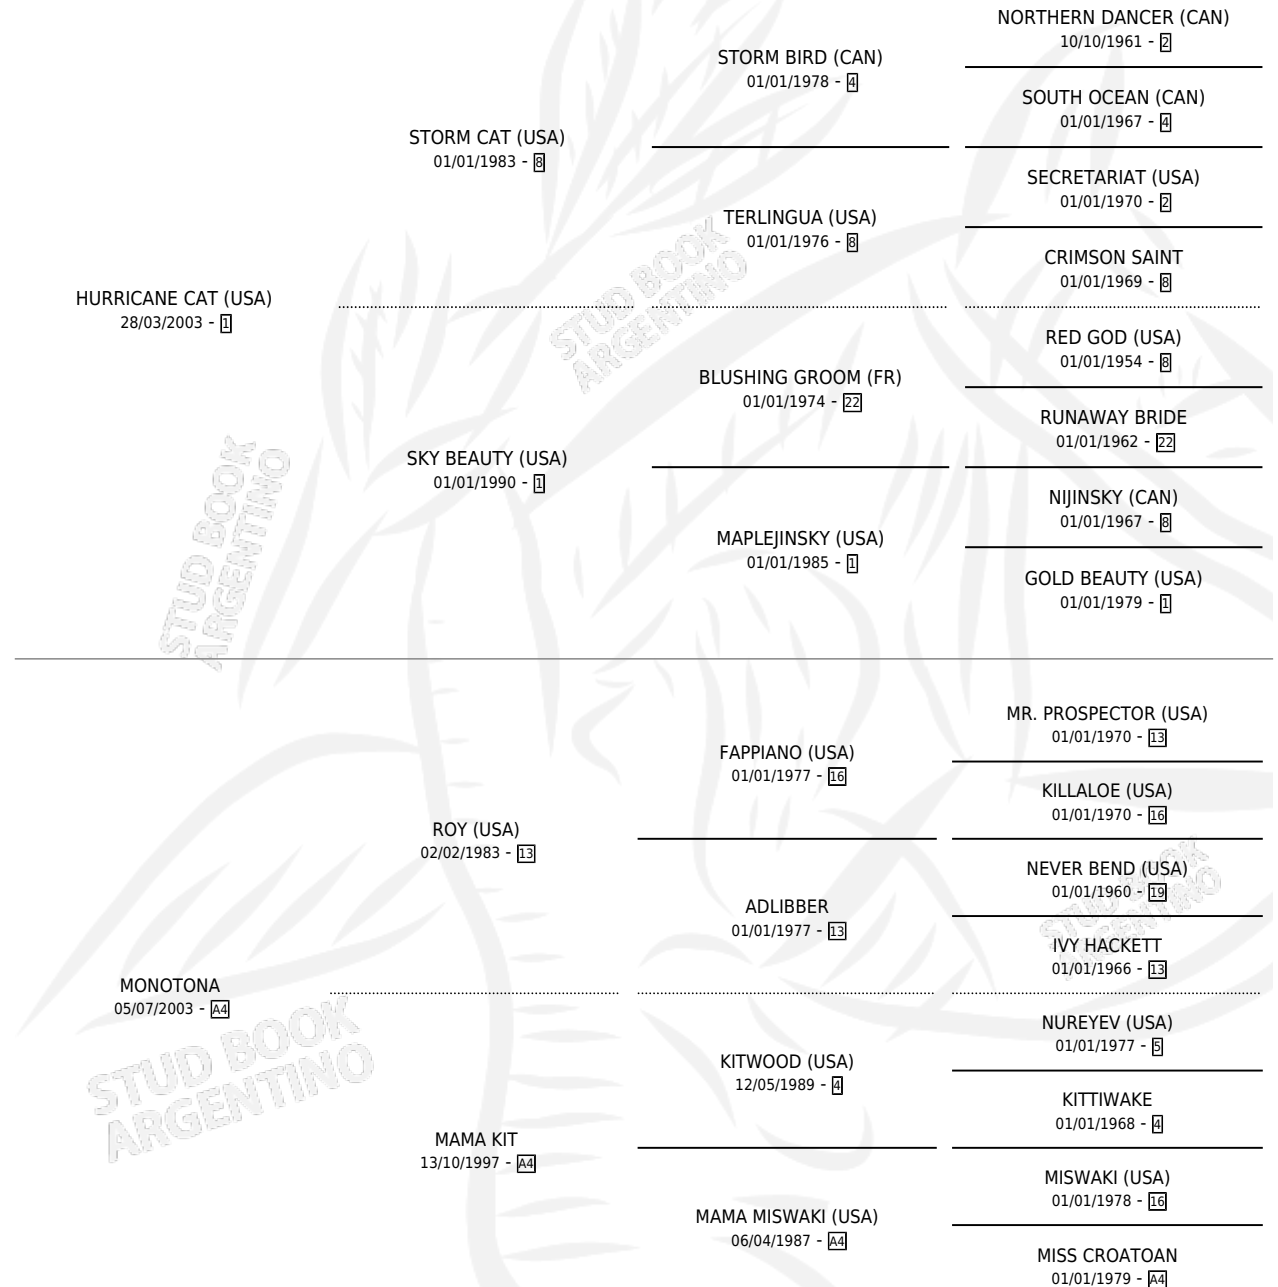 NORTHERN DANCER (CAN)
10/10/1961 - 2
STORM BIRD (CAN)
01/01/1978 - 4
SOUTH OCEAN (CAN)
01/01/1967 - 4
STORM CAT (USA)
01/01/1983 - 8
SECRETARIAT (USA)
01/01/1970 - 2
TERLINGUA (USA)
01/01/1976 - 8
CRIMSON SAINT
01/01/1969 - 8
HURRICANE CAT (USA)
28/03/2003 - 1
RED GOD (USA)
01/01/1954 - 8
BLUSHING GROOM (FR)
01/01/1974 - 22
RUNAWAY BRIDE
01/01/1962 - 22
SKY BEAUTY (USA)
01/01/1990 - 1
NIJINSKY (CAN)
01/01/1967 - 8
MAPLEJINSKY (USA)
01/01/1985 - 1
GOLD BEAUTY (USA)
01/01/1979 - 1
STUD BOOK
ARGENTINO
STUD BOOK
ARGENTINO
MR. PROSPECTOR (USA)
01/01/1970 - 13
FAPPIANO (USA)
01/01/1977 - 16
KILLALOE (USA)
01/01/1970 - 16
ROY (USA)
02/02/1983 - 13
NEVER BEND (USA)
01/01/1960 - 19
ADLIBBER
01/01/1977 - 13
IVY HACKETT
01/01/1966 - 13
MONOTONA
05/07/2003 - A4
NUREYEV (USA)
01/01/1977 - 5
KITWOOD (USA)
12/05/1989 - 4
KITTIWAKE
01/01/1968 - 4
MAMA KIT
13/10/1997 - A4
MISWAKI (USA)
01/01/1978 - 16
MAMA MISWAKI (USA)
06/04/1987 - A4
MISS CROATOAN
01/01/1979 - A4
STUD BOOK
ARGENTINO
STUD BOOK
ARGENTINO